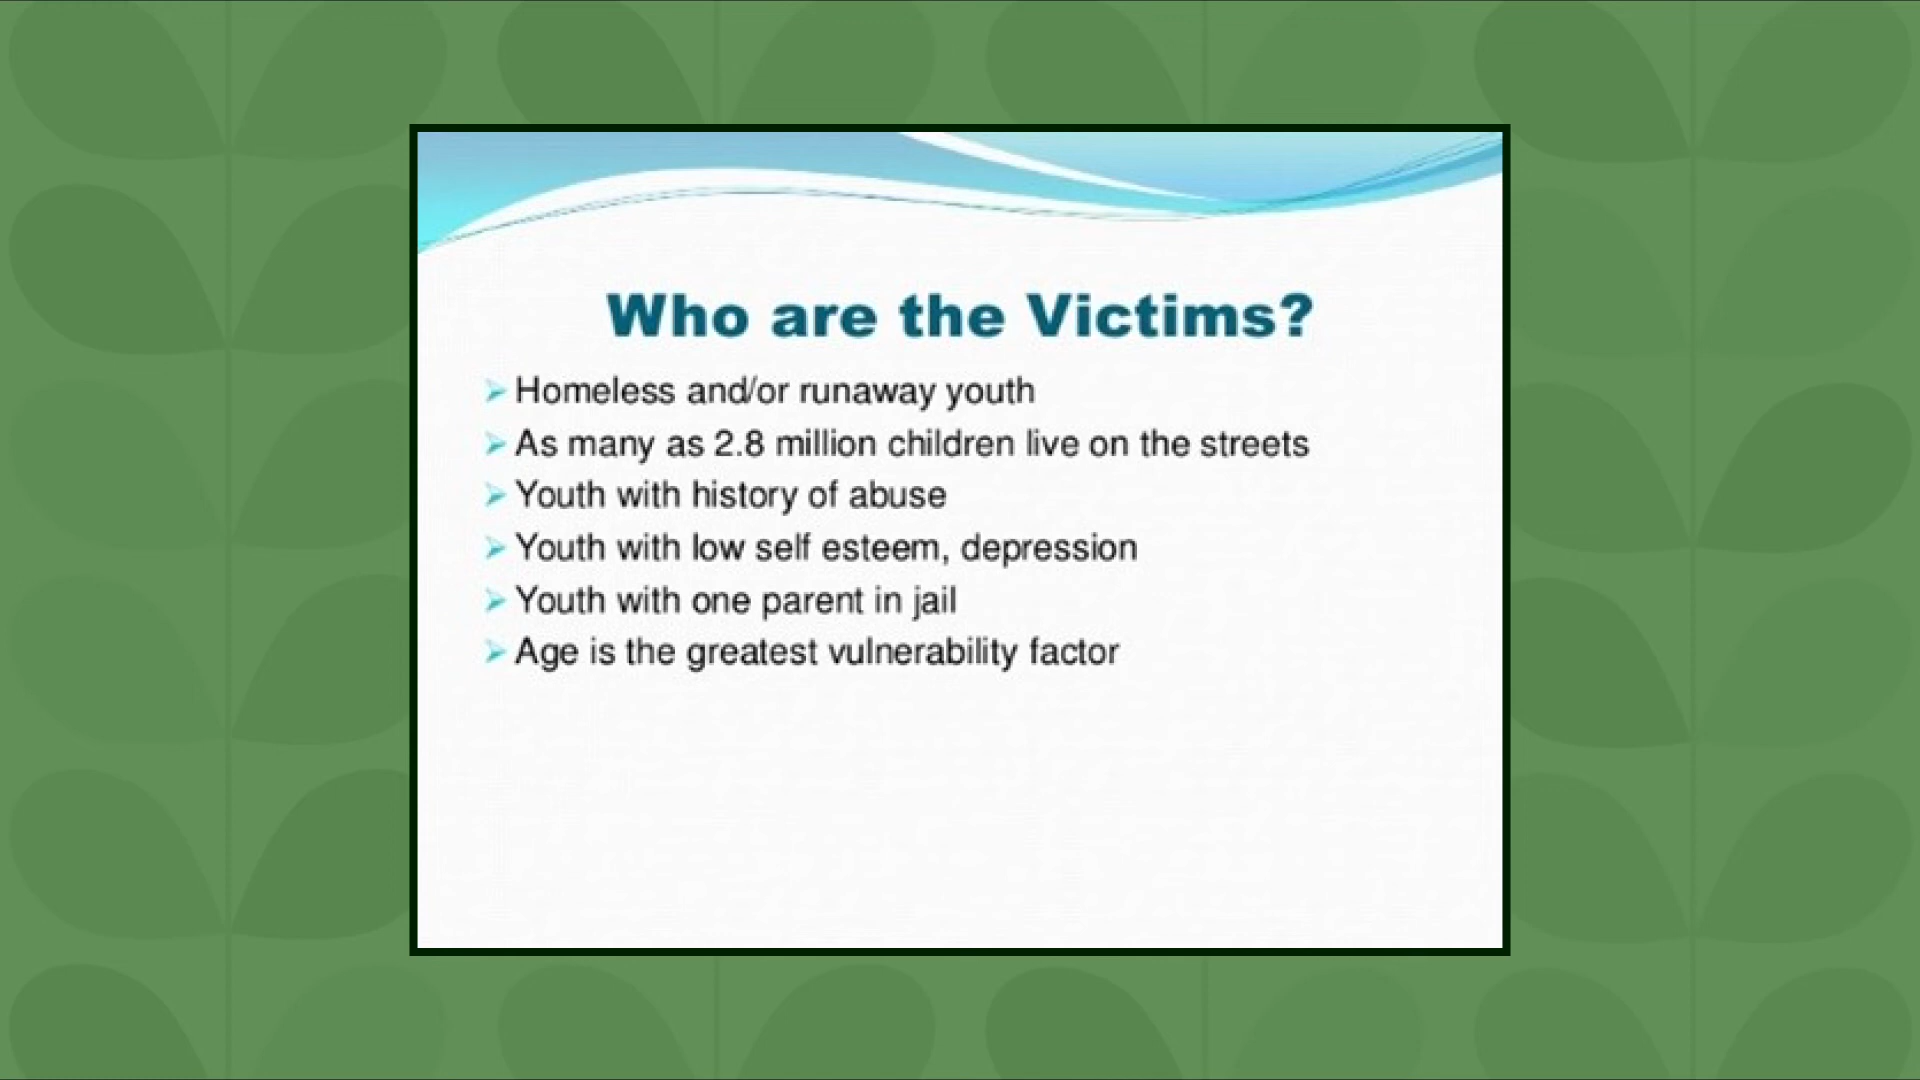 Who are the Victims?
Homeless and/or runaway youth
As many as 2.8 million children live on the streets
Youth with history of abuse
Youth with low self esteem, depression
Youth with one parent in jail
Age is the greatest vulnerability factor